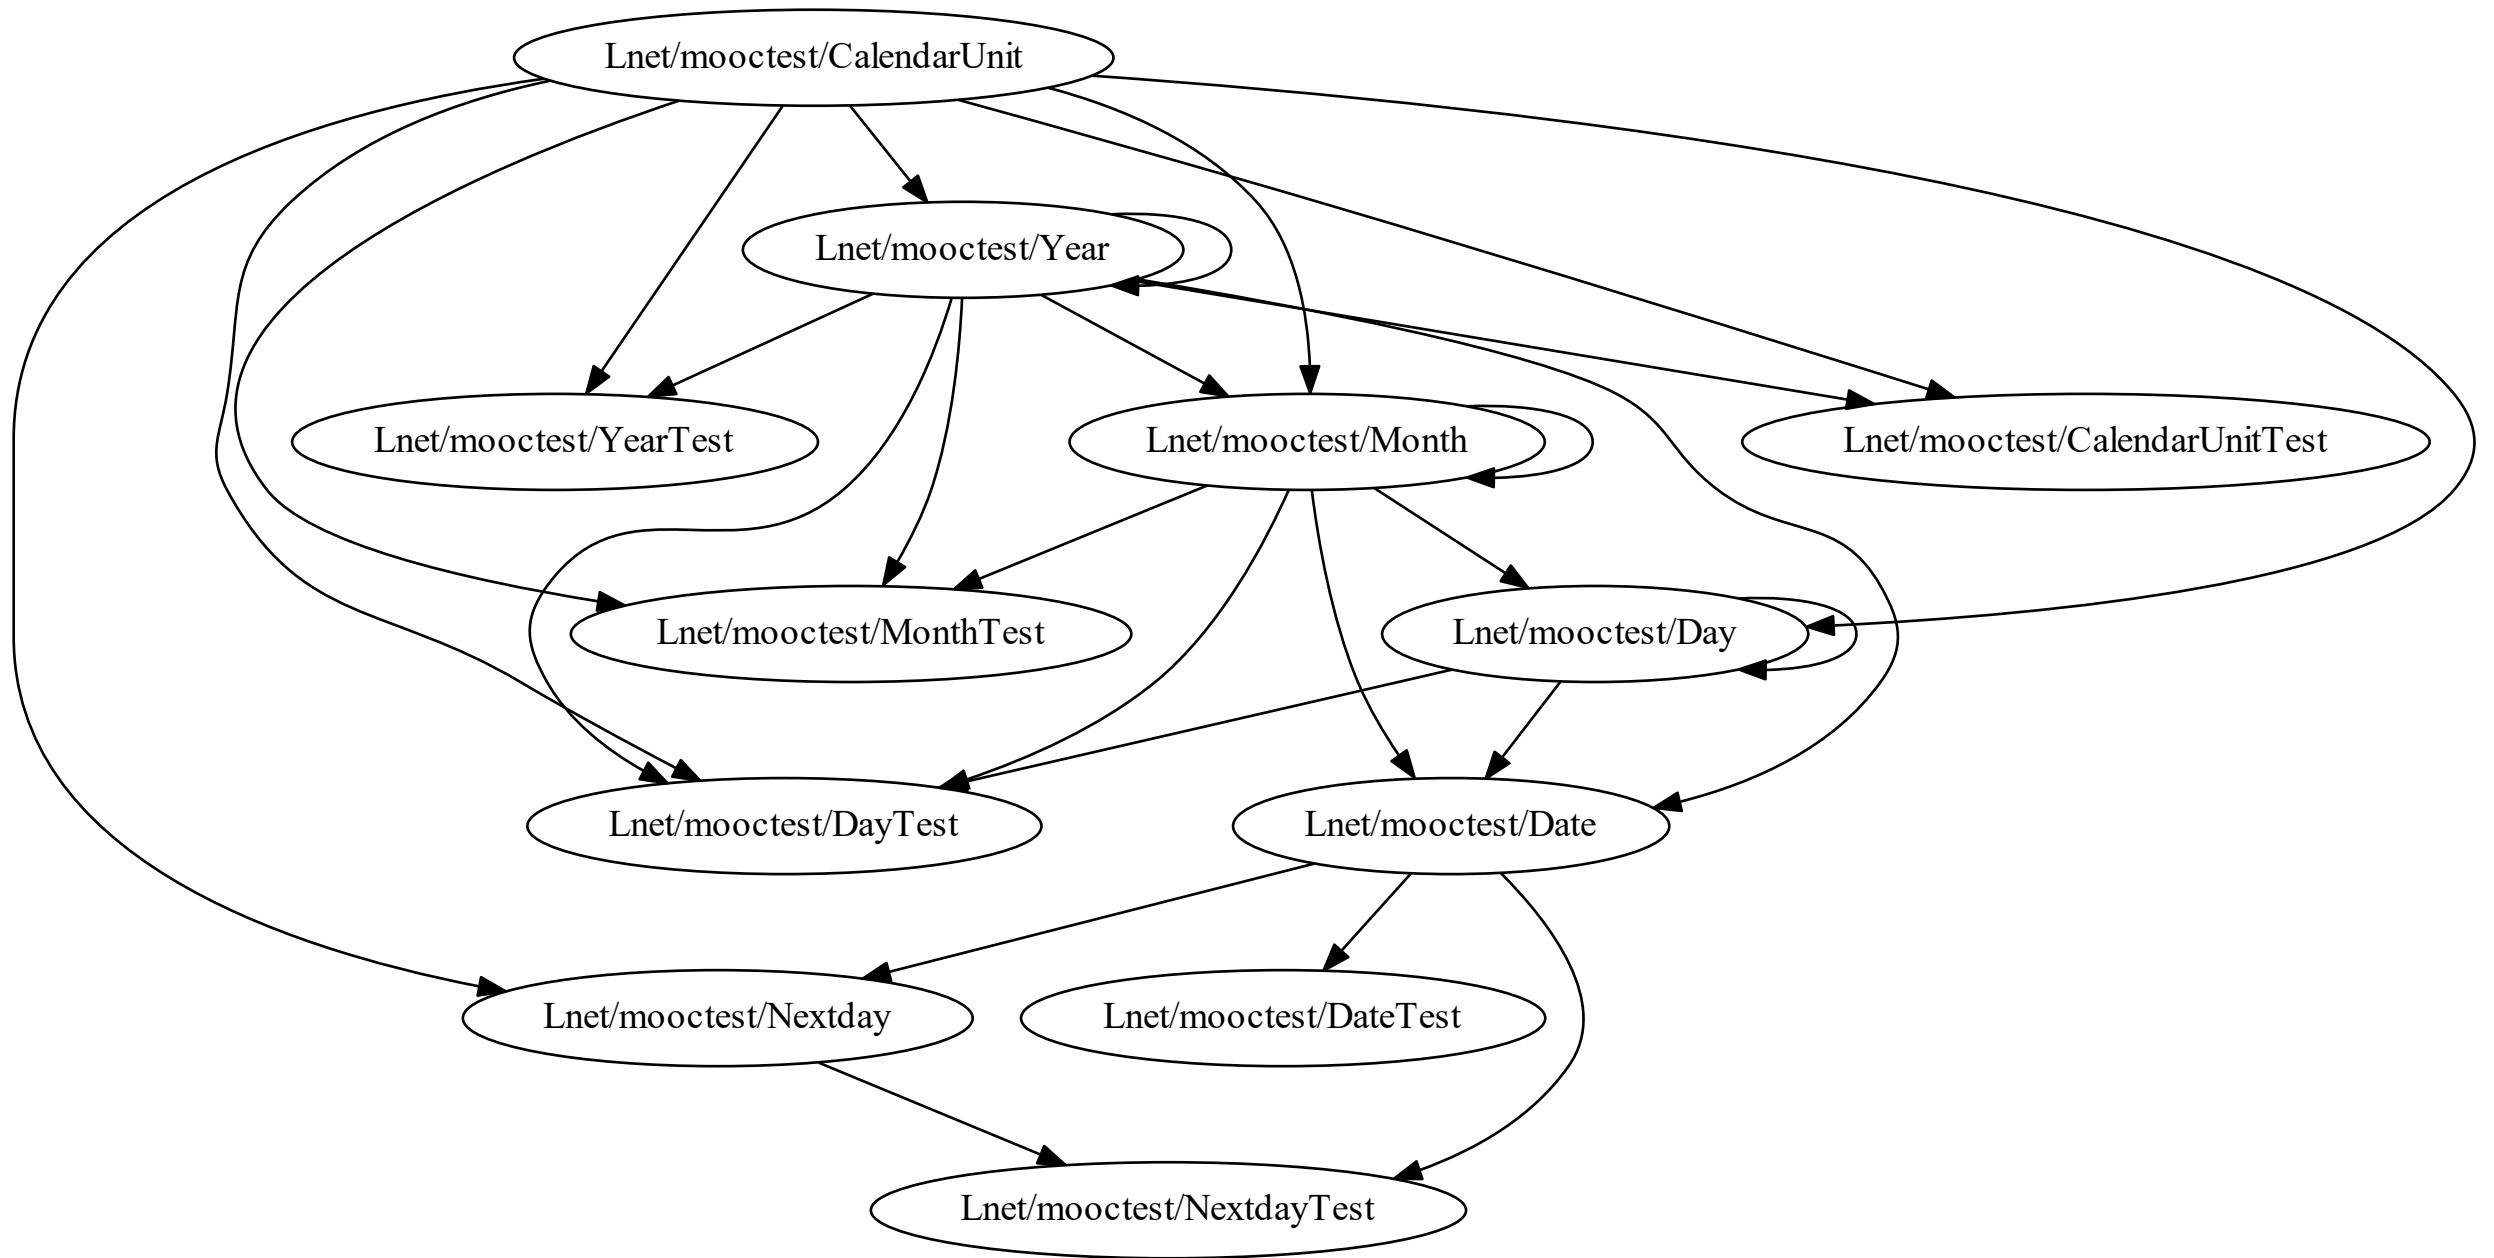 Lnet/mooctest/CalendarUnit
Lnet/mooctest/Year
Lnet/mooctest/YearTest
Lnet/mooctest/Month
Lnet/mooctest/CalendarUnitTest
Lnet/mooctest/MonthTest
Lnet/mooctest/Day
Lnet/mooctest/DayTest
Lnet/mooctest/Date
Lnet/mooctest/Nextday
Lnet/mooctest/DateTest
Lnet/mooctest/NextdayTest